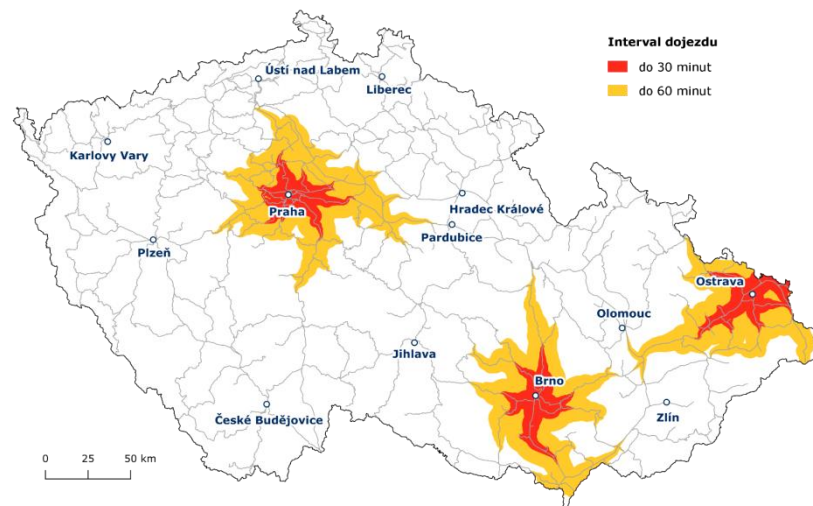 Interval dojezdu
do 30 minut
do 60 minut
Ústí nad Labem
Liberec
Karlovy Vary
Praha
Hradec Králové
Pardubice
Plzeň
Ostrava
Olomouc
Jihlava
Brno
České Budějovice
Zlín
0 25 50 km